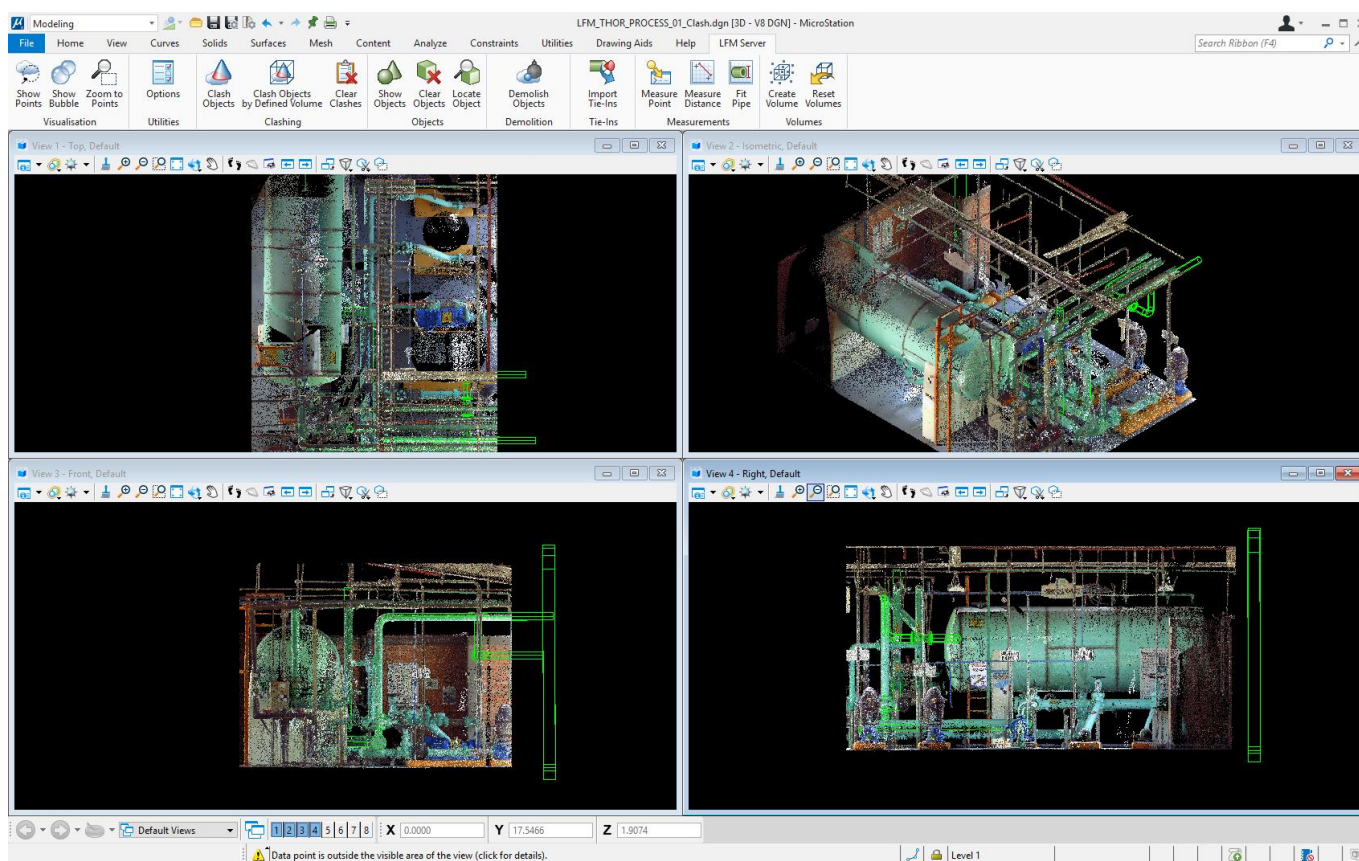 Modeling
LFM_THOR_PROCESS_01_Clash.dgn [3D - V8 DGN] - MicroStation
File Home View Curves Solids Surfaces Mesh Content Analyze Constraints Utilities Drawing Aids Help LFM Server
Search Ribbon (F4)
Show Points Show Bubble Zoom to Points Options Clash Objects Clash Objects by Defined Volume Clear Clashes Show Objects Clear Objects Locate Object Demolish Objects Import Tie-Ins Measure Point Measure Distance Fit Pipe Create Volume Reset Volumes
Visualisation Utilities Clashing Objects Demolition Tie-Ins Measurements Volumes
View 1 - Top, Default
View 2 - Isometric, Default
View 3 - Front, Default
View 4 - Right, Default
Default Views 1 2 3 4 5 6 7 8 X 0.0000 Y 17.5466 Z 1.9074
Data point is outside the visible area of the view (click for details). Level 1